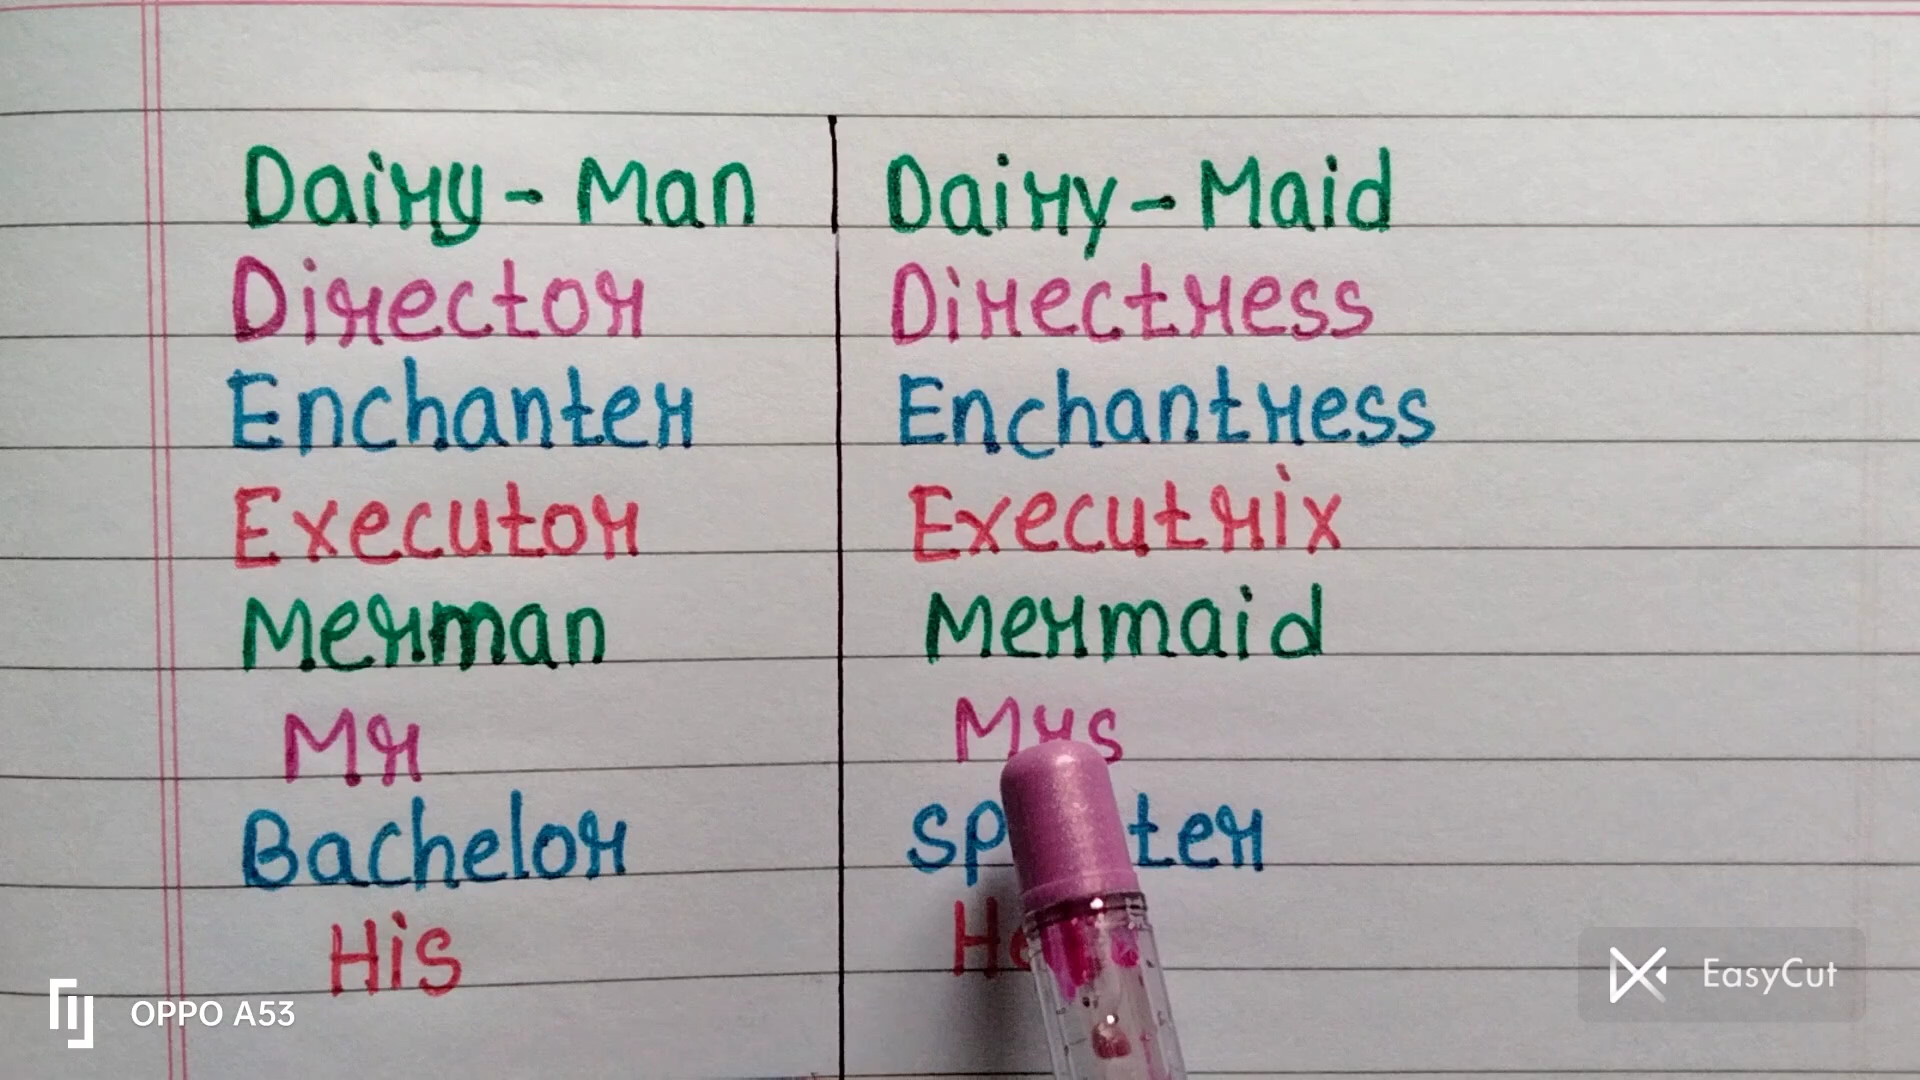 Dairy - Man Dairy - Maid
Director Directress
Enchanter Enchantress
Executor Executrix
Merman Mermaid
Mr Mrs
Bachelor
His
OPPO A53
EasyCut